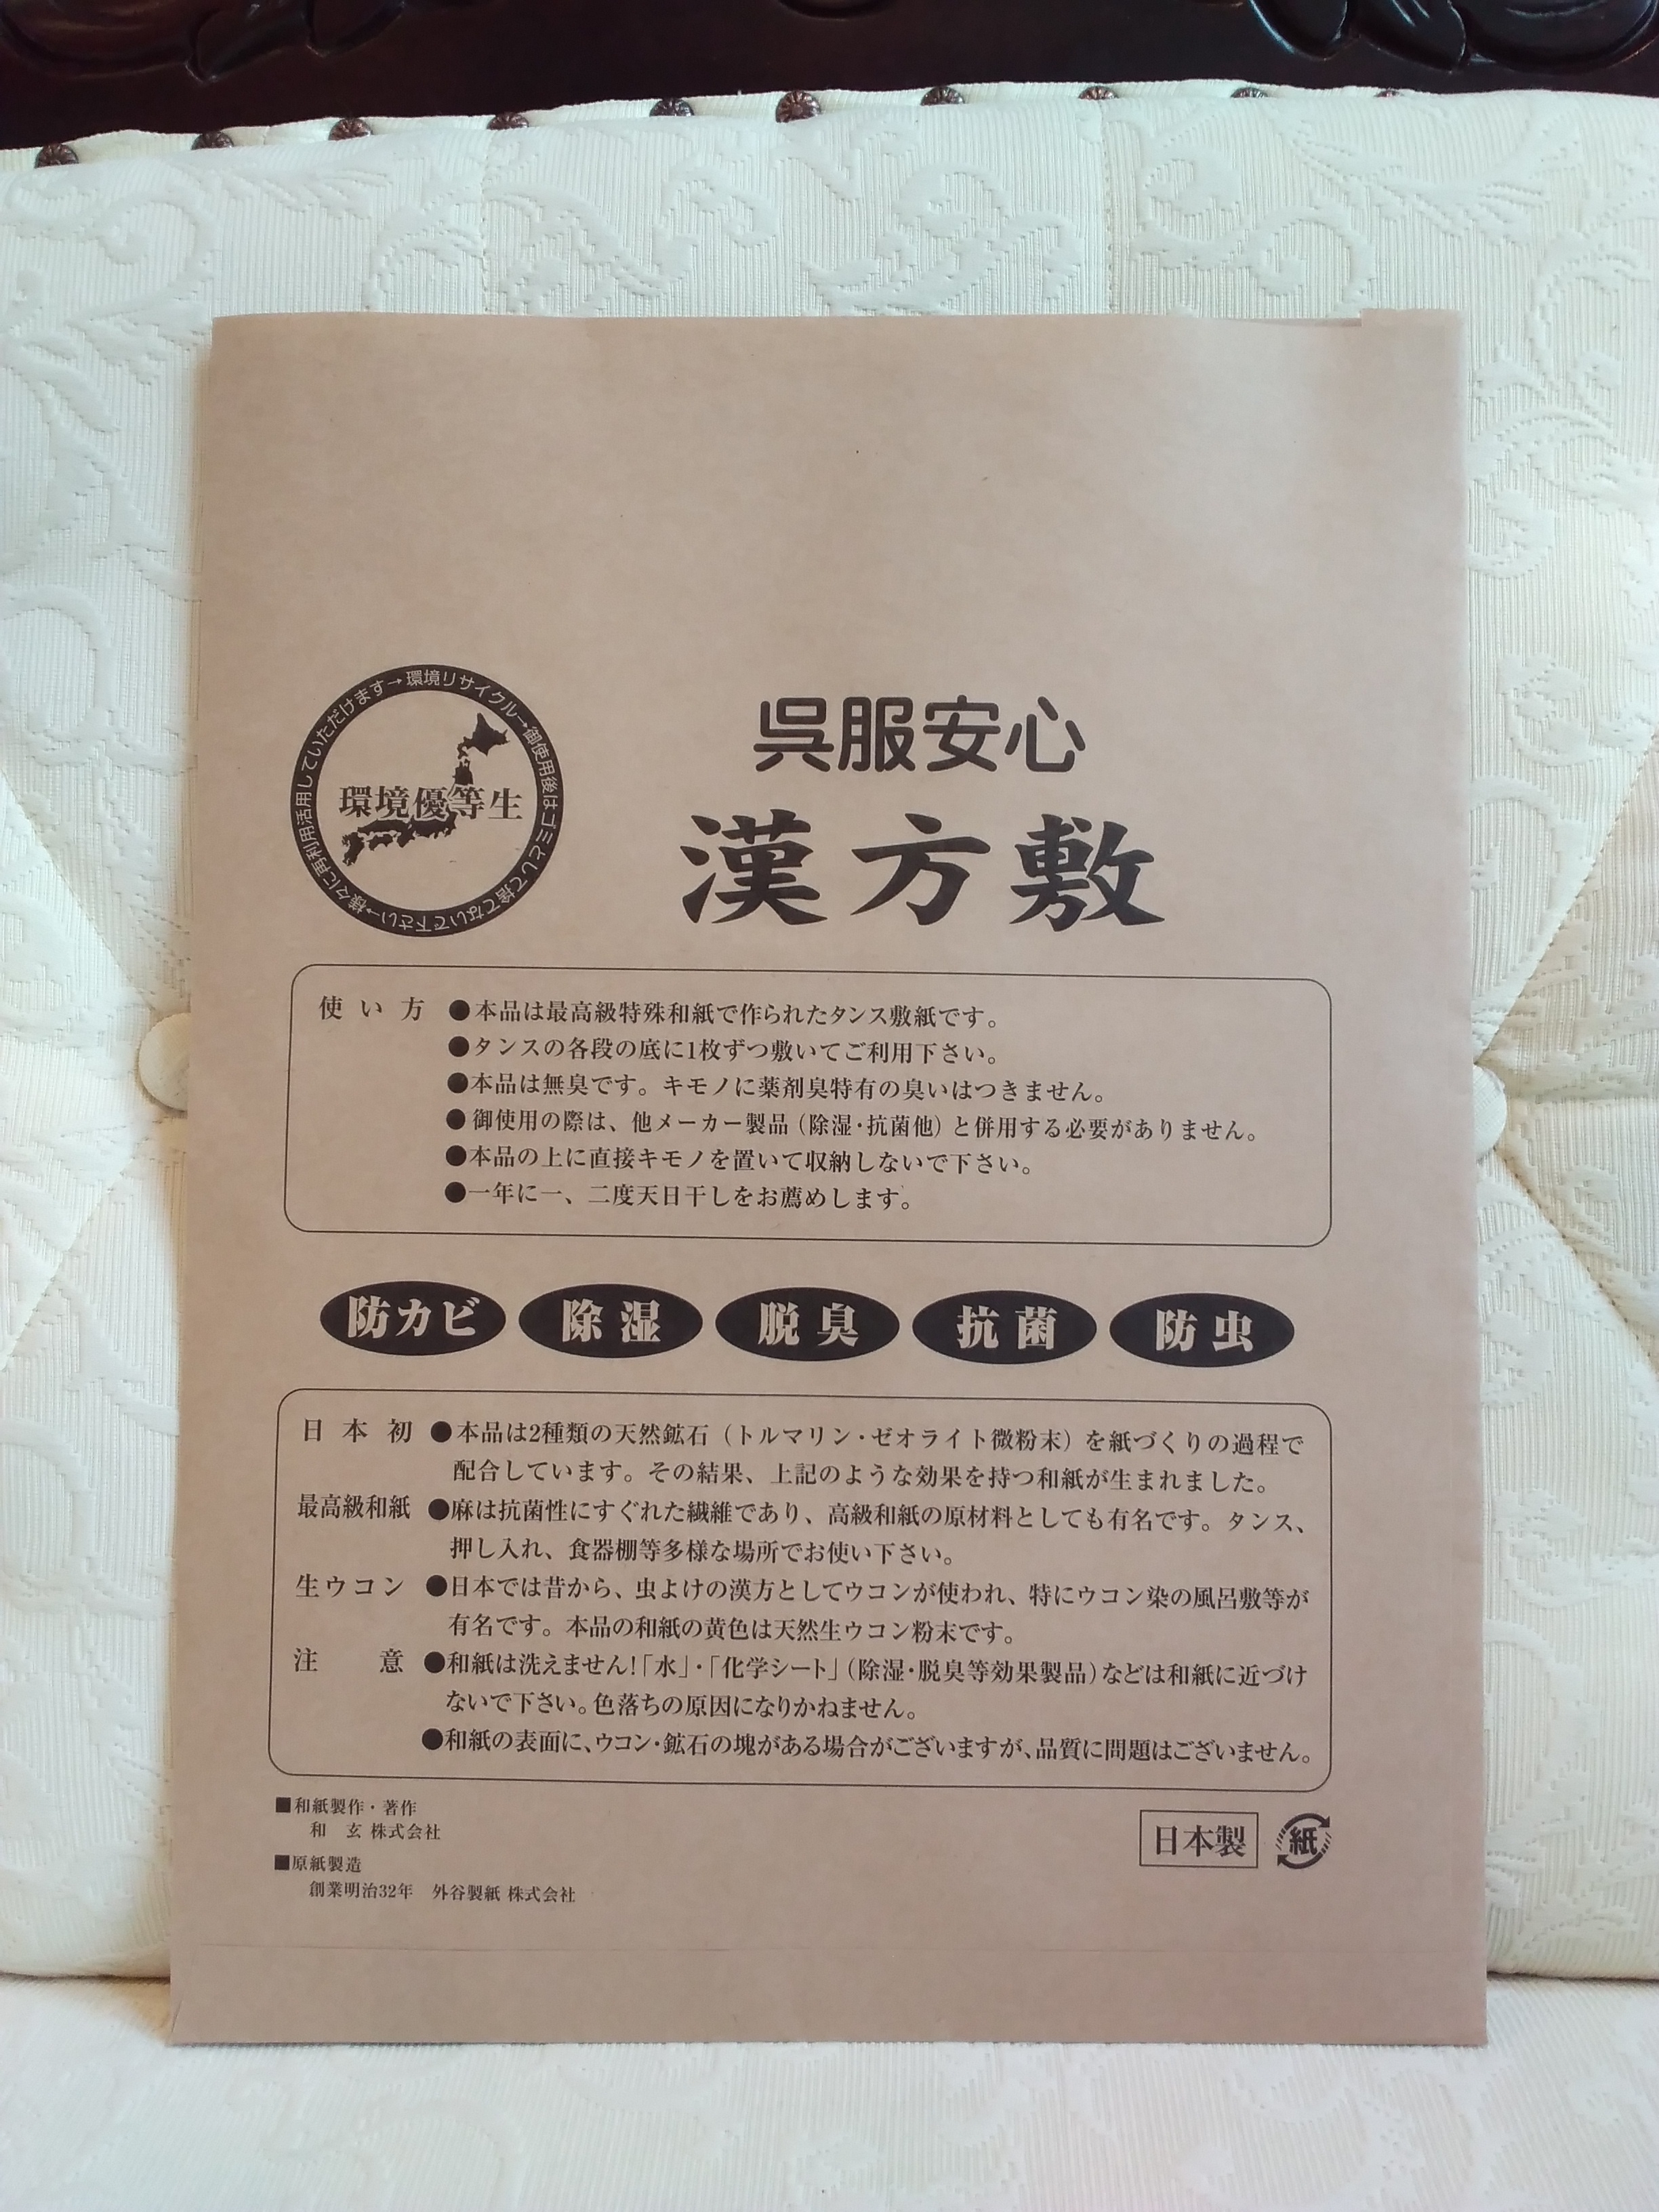 環境リサイクル→御使用後はゴミとして捨てないで下さい→様々に再利用活用していただけます→
環境優等生
呉服安心
漢方敷
使い方 ●本品は最高級特殊和紙で作られたタンス敷紙です。
●タンスの各段の底に1枚ずつ敷いてご利用下さい。
●本品は無臭です。キモノに薬剤臭特有の臭いはつきません。
●御使用の際は、他メーカー製品（除湿・抗菌他）と併用する必要がありません。
●本品の上に直接キモノを置いて収納しないで下さい。
●一年に一、二度天日干しをお薦めします。
防カビ 除湿 脱臭 抗菌 防虫
日本初 ●本品は2種類の天然鉱石（トルマリン・ゼオライト微粉末）を紙づくりの過程で
配合しています。その結果、上記のような効果を持つ和紙が生まれました。
最高級和紙 ●麻は抗菌性にすぐれた繊維であり、高級和紙の原材料としても有名です。タンス、
押し入れ、食器棚等多様な場所でお使い下さい。
生ウコン ●日本では昔から、虫よけの漢方としてウコンが使われ、特にウコン染の風呂敷等が
有名です。本品の和紙の黄色は天然生ウコン粉末です。
注意 ●和紙は洗えません!「水」・「化学シート」（除湿・脱臭等効果製品）などは和紙に近づけ
ないで下さい。色落ちの原因になりかねません。
●和紙の表面に、ウコン・鉱石の塊がある場合がございますが、品質に問題はございません。
■和紙製作・著作
和 玄 株式会社
■原紙製造
創業明治32年 外谷製紙 株式会社
日本製 紙